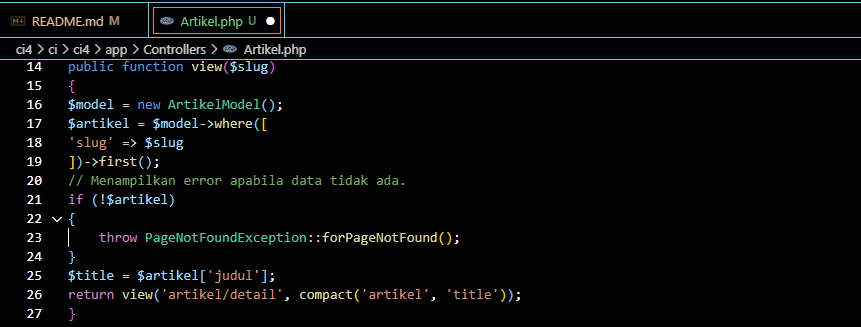 README.md M
Artikel.php U
ci4 > ci > ci4 > app > Controllers > Artikel.php
14 public function view($slug)
15 {
16 $model = new ArtikelModel();
17 $artikel = $model->where([
18 'slug' => $slug
19 ])->first();
20 // Menampilkan error apabila data tidak ada.
21 if (!$artikel)
22 {
23     throw PageNotFoundException::forPageNotFound();
24 }
25 $title = $artikel['judul'];
26 return view('artikel/detail', compact('artikel', 'title'));
27 }